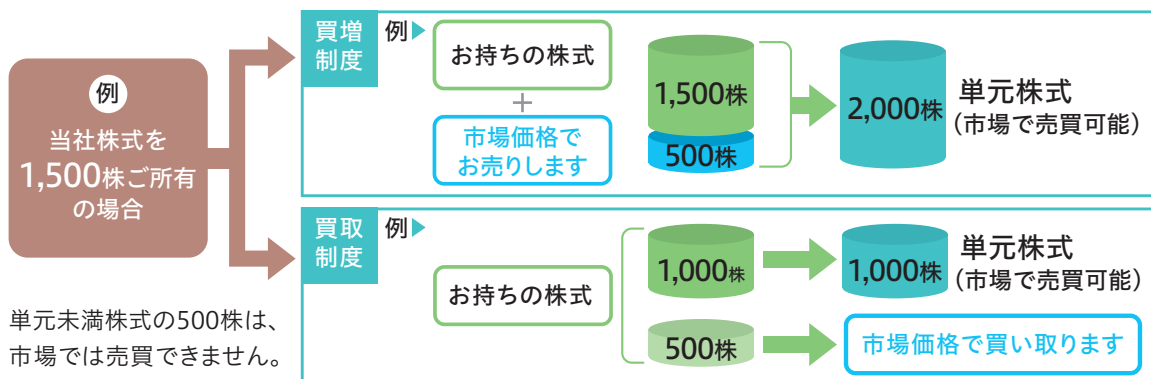 例
当社株式を
1,500株ご所有
の場合
単元未満株式の500株は、
市場では売買できません。
買増
制度
例
お持ちの株式
+
市場価格で
お売りします
1,500株
500株
2,000株
単元株式
(市場で売買可能)
買取
制度
例
お持ちの株式
1,000株
1,000株
単元株式
(市場で売買可能)
500株
市場価格で買い取ります